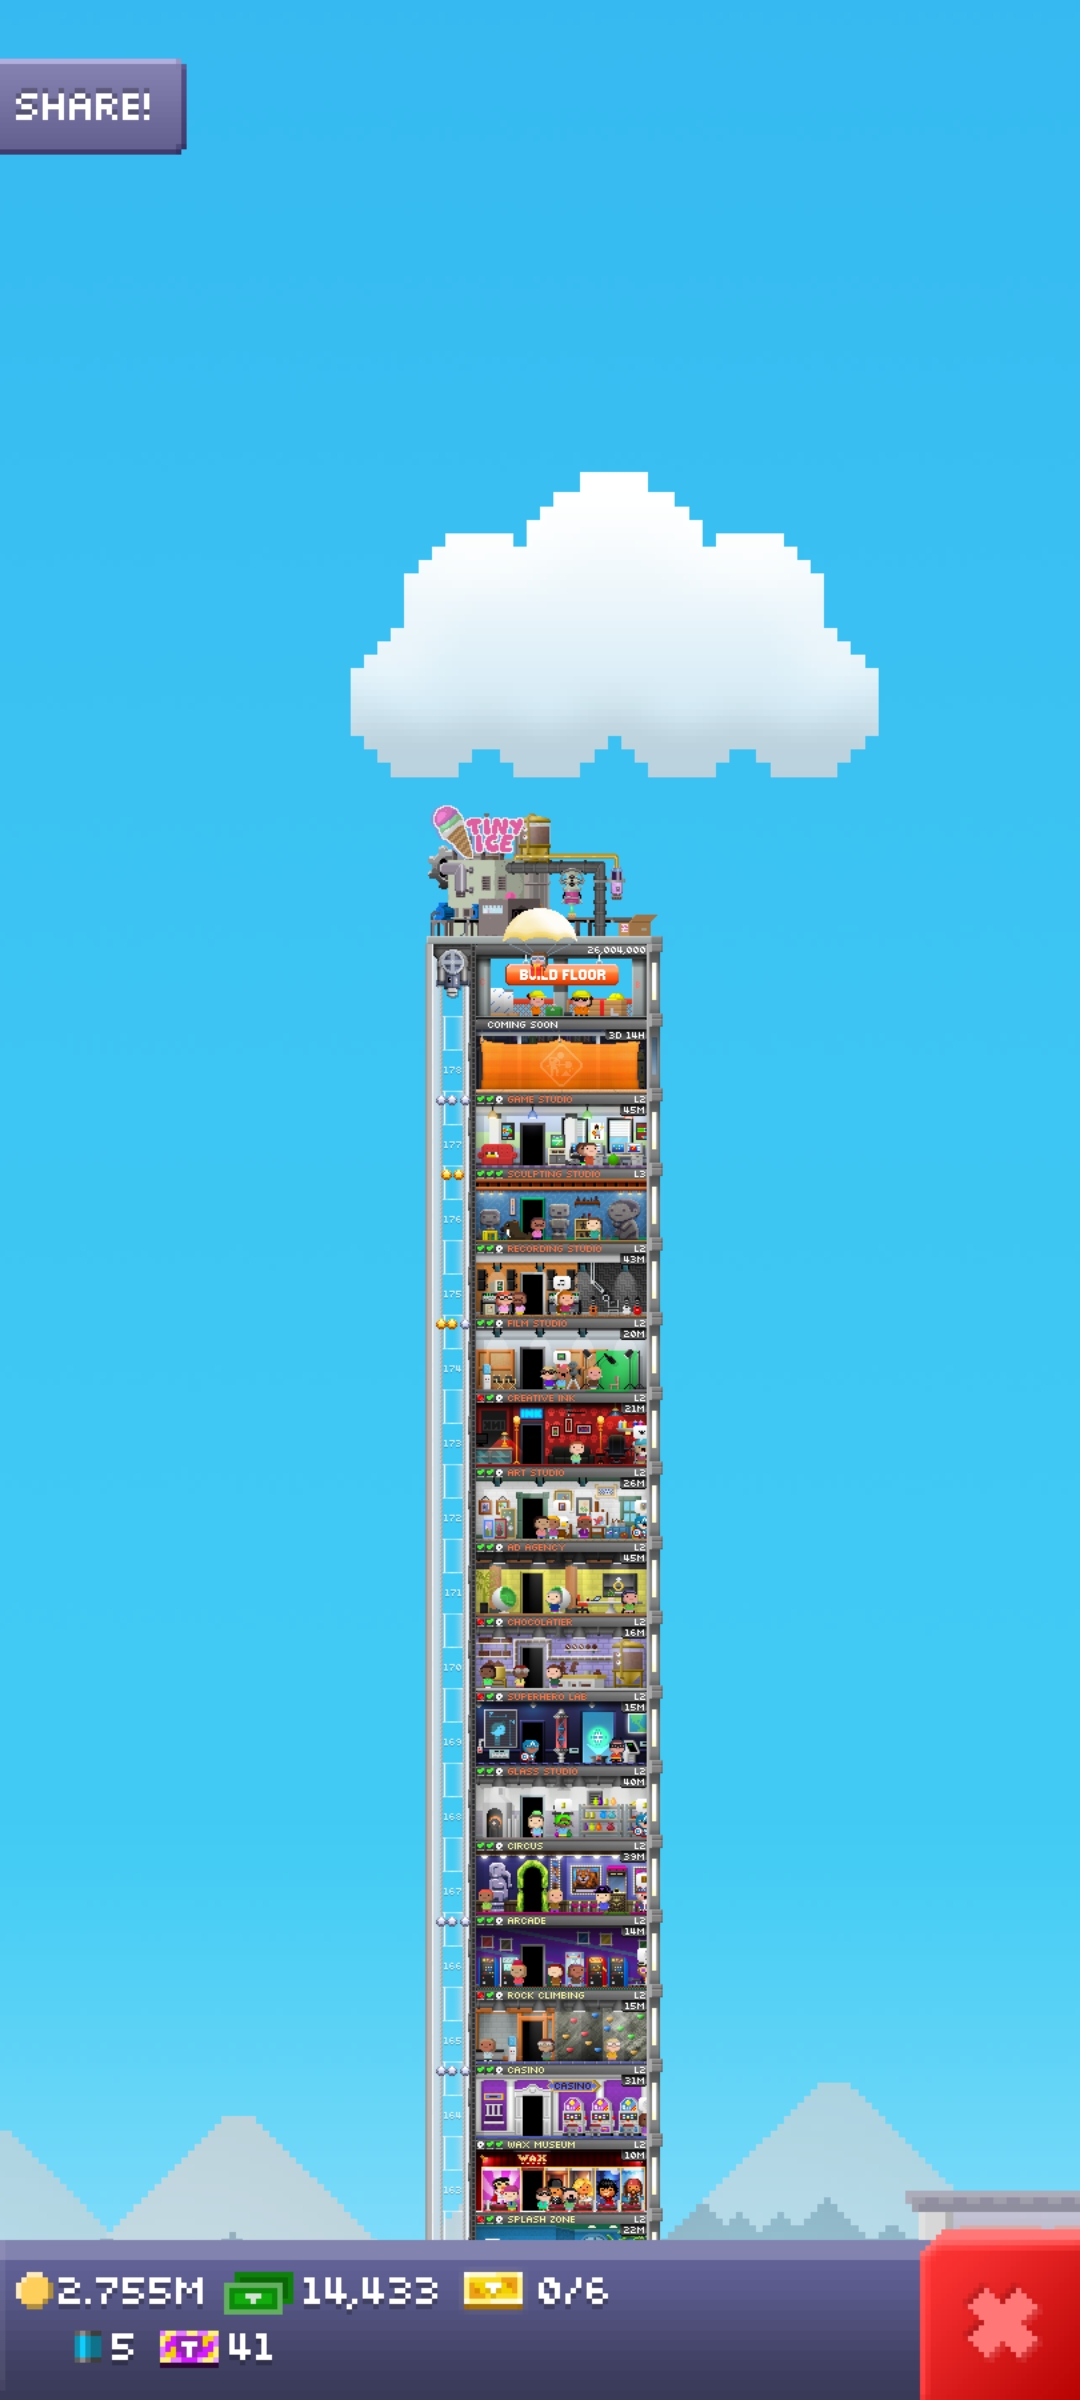 SHARE!
TINY
ICE
26,004,000
BUILD FLOOR
COMING SOON
3D 14H
178
GAME STUDIO L2
45M
177
SCULPTING STUDIO L3
176
RECORDING STUDIO L2
43M
175
FILM STUDIO L2
20M
174
CREATIVE INK L2
21M
INK
173
ART STUDIO L2
26M
172
AD AGENCY L2
45M
171
CHOCOLATIER L2
16M
170
SUPERHERO LAB L2
15M
169
GLASS STUDIO L2
40M
168
CIRCUS L2
39M
167
ARCADE L2
14M
166
ROCK CLIMBING L2
15M
165
CASINO L2
31M
CASINO
164
WAX MUSEUM L2
10M
WAX
163
SPLASH ZONE L2
22M
2.755M 14,433 0/6
5 41